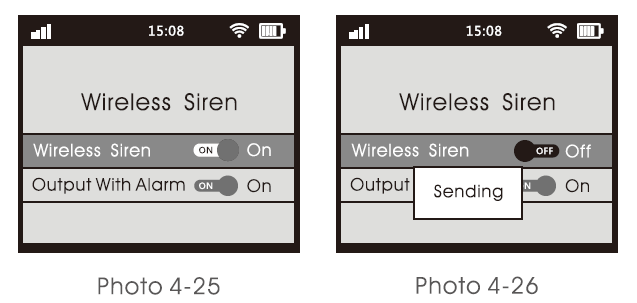 15:08
Wireless Siren
Wireless Siren ON On
Output With Alarm ON On
Photo 4-25
15:08
Wireless Siren
Wireless Siren OFF Off
Output N On
Sending
Photo 4-26